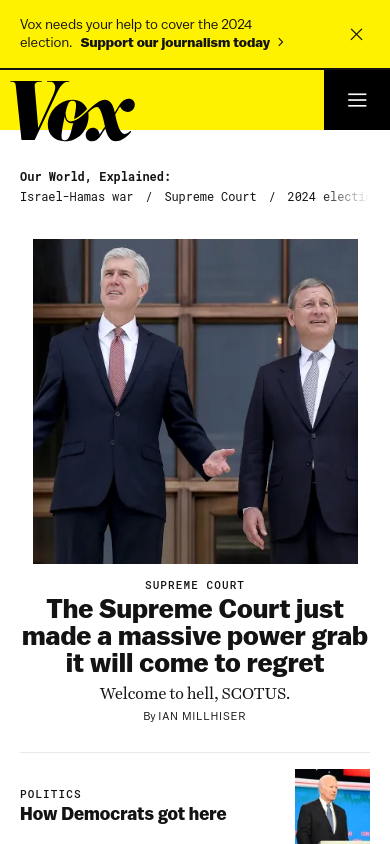 Vox needs your help to cover the 2024
election. Support our journalism today
Vox
Our World, Explained:
Israel-Hamas war / Supreme Court / 2024 electi
SUPREME COURT
The Supreme Court just
made a massive power grab
it will come to regret
Welcome to hell, SCOTUS.
By IAN MILLHISER
POLITICS
How Democrats got here